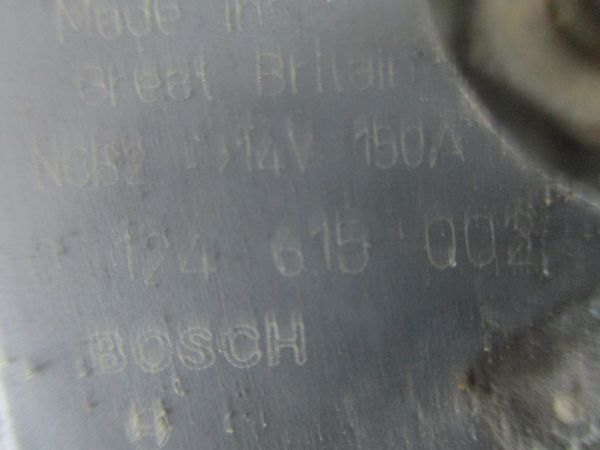 Made in
Great Britain
NCB2 14V 150A
0 124 615 002
BOSCH